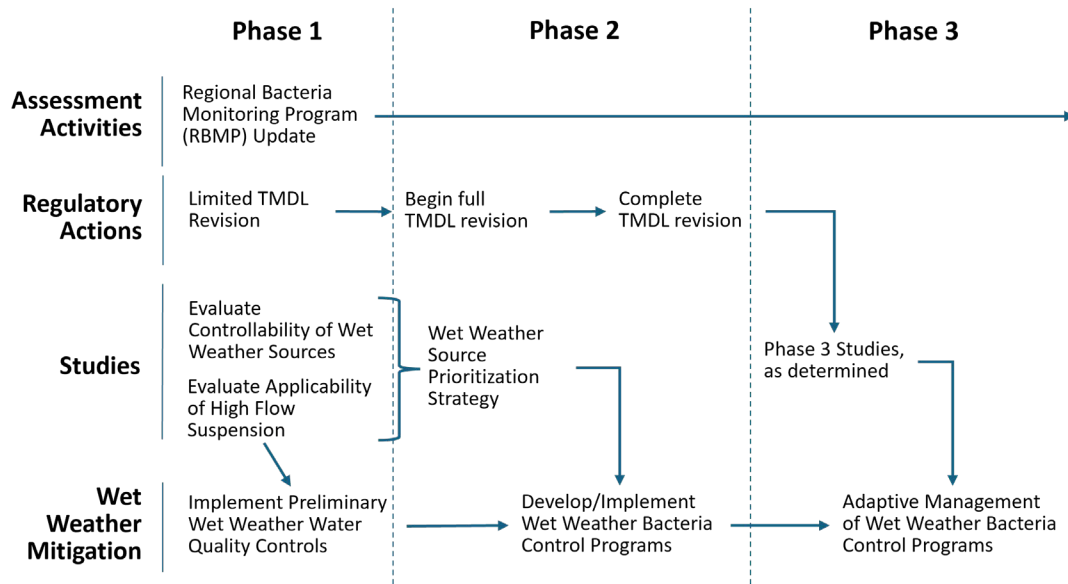 Phase 1
Phase 2
Phase 3
Assessment
Activities
Regional Bacteria
Monitoring Program
(RBMP) Update
Regulatory
Actions
Limited TMDL
Revision
Begin full
TMDL revision
Complete
TMDL revision
Studies
Evaluate
Controllability of Wet
Weather Sources
Evaluate Applicability
of High Flow
Suspension
Wet Weather
Source
Prioritization
Strategy
Phase 3 Studies,
as determined
Wet
Weather
Mitigation
Implement Preliminary
Wet Weather Water
Quality Controls
Develop/Implement
Wet Weather Bacteria
Control Programs
Adaptive Management
of Wet Weather Bacteria
Control Programs